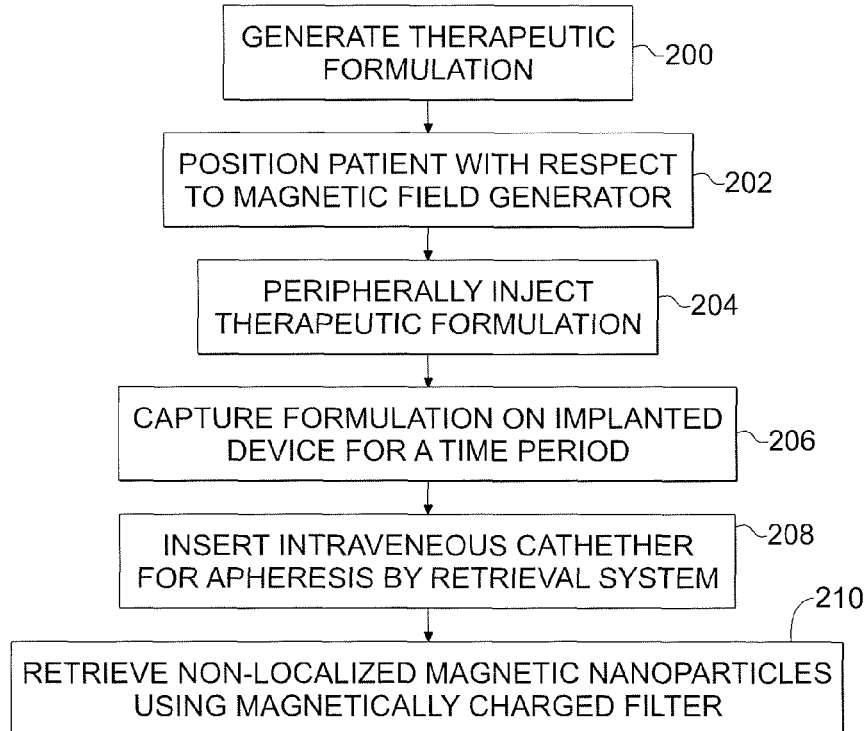 GENERATE THERAPEUTIC
FORMULATION
200
POSITION PATIENT WITH RESPECT
TO MAGNETIC FIELD GENERATOR
202
PERIPHERALLY INJECT
THERAPEUTIC FORMULATION
204
CAPTURE FORMULATION ON IMPLANTED
DEVICE FOR A TIME PERIOD
206
INSERT INTRAVENEOUS CATHETHER
FOR APHERESIS BY RETRIEVAL SYSTEM
208
210
RETRIEVE NON-LOCALIZED MAGNETIC NANOPARTICLES
USING MAGNETICALLY CHARGED FILTER